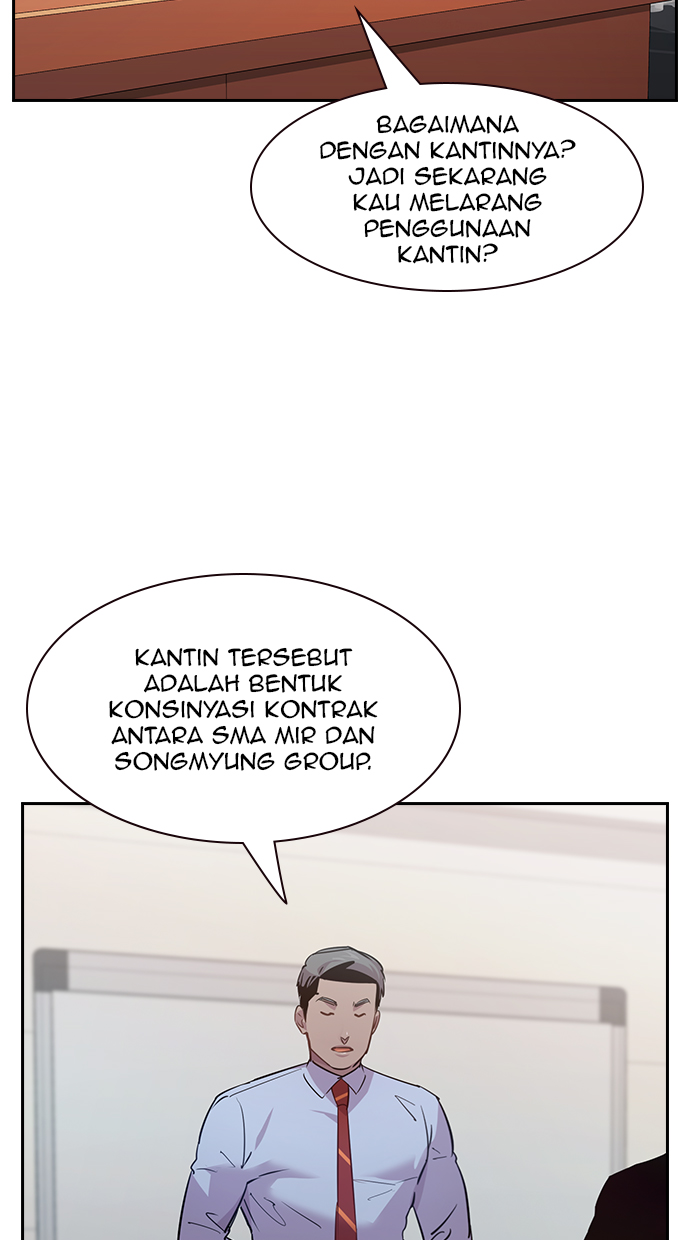 BAGAIMANA
DENGAN KANTINNYA?
JADI SEKARANG
KAU MELARANG
PENGGUNAAN
KANTIN?
KANTIN TERSEBUT
ADALAH BENTUK
KONSINYASI KONTRAK
ANTARA SMA MIR DAN
SONGMYUNG GROUP.